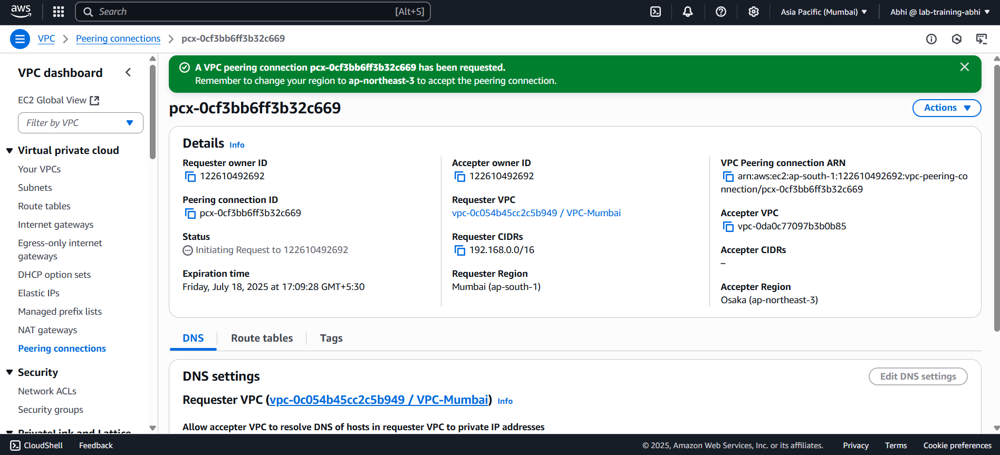 aws
Search [Alt+S]
Asia Pacific (Mumbai)
Abhi @ lab-training-abhi
VPC
Peering connections
pcx-0cf3bb6ff3b32c669
VPC dashboard
EC2 Global View
Filter by VPC
Virtual private cloud
Your VPCs
Subnets
Route tables
Internet gateways
Egress-only internet
gateways
DHCP option sets
Elastic IPs
Managed prefix lists
NAT gateways
Peering connections
Security
Network ACLs
Security groups
PrivateLink and Lattice
A VPC peering connection pcx-0cf3bb6ff3b32c669 has been requested.
Remember to change your region to ap-northeast-3 to accept the peering connection.
pcx-0cf3bb6ff3b32c669
Actions
Details Info
Requester owner ID
122610492692
Peering connection ID
pcx-0cf3bb6ff3b32c669
Status
Initiating Request to 122610492692
Expiration time
Friday, July 18, 2025 at 17:09:28 GMT+5:30
Accepter owner ID
122610492692
Requester VPC
vpc-0c054b45cc2c5b949 / VPC-Mumbai
Requester CIDRs
192.168.0.0/16
Requester Region
Mumbai (ap-south-1)
VPC Peering connection ARN
arn:aws:ec2:ap-south-1:122610492692:vpc-peering-co
nnection/pcx-0cf3bb6ff3b32c669
Accepter VPC
vpc-0da0c77097b3b0b85
Accepter CIDRs
–
Accepter Region
Osaka (ap-northeast-3)
DNS
Route tables
Tags
DNS settings
Edit DNS settings
Requester VPC (vpc-0c054b45cc2c5b949 / VPC-Mumbai) Info
Allow accepter VPC to resolve DNS of hosts in requester VPC to private IP addresses
CloudShell
Feedback
© 2025, Amazon Web Services, Inc. or its affiliates.
Privacy
Terms
Cookie preferences